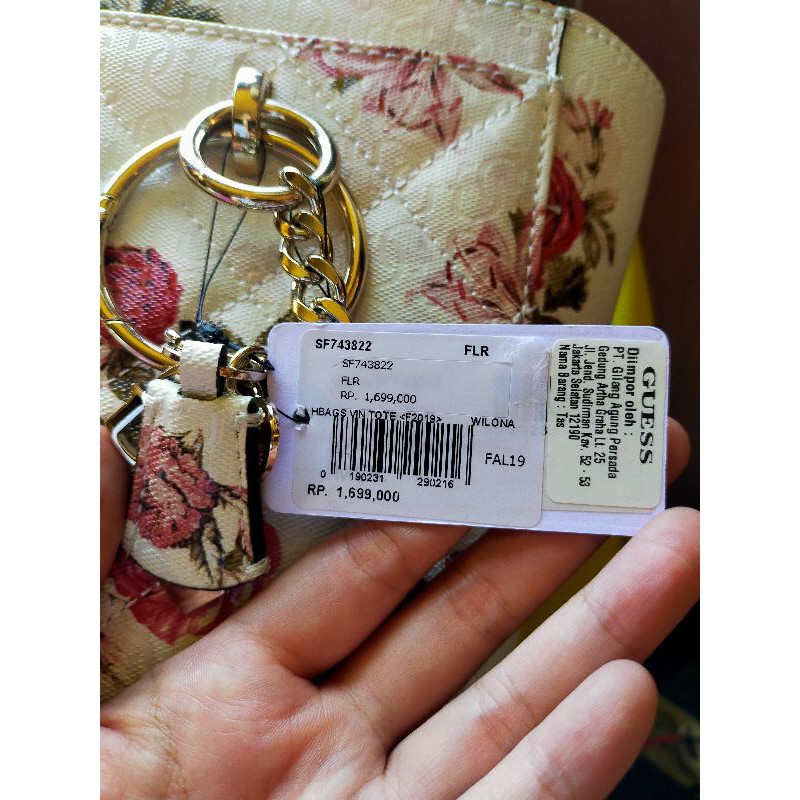 SF743822 FLR
SF743822
FLR
RP. 1,699,000
HBAGS VIN TOTE <F2019> WILONA
0 190231 290216
FAL19
RP. 1,699,000
GUESS
Diimpor oleh :
PT. Gilang Agung Persada
Gedung Artha Graha Lt. 25
Jl. Jend. Sudirman Kav. 52 - 53
Jakarta Selatan 12190
Nama Barang : Tas